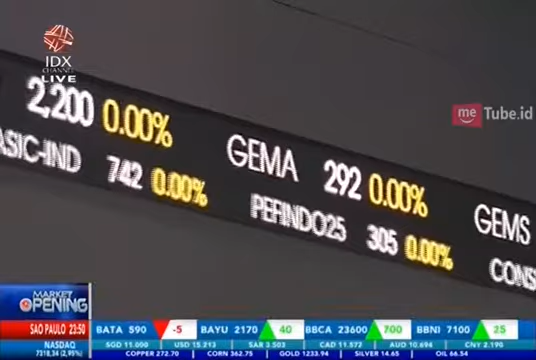 IDX
CHANNEL
LIVE
me Tube.id
2,200 0.00% GEMA 292 0.00% GEMS
ASIC-IND 742 0.00% PEFINDO25 305 0.00% CONS
MARKET
OPENING
SAO PAULO 23:50 BATA 590 -5 BAYU 2170 40 BBCA 23600 700 BBNI 7100 25
NASDAQ SGD 11.000 USD 15.213 SAR 3.503 CAD 11.572 AUD 10.694 CNY 2.190
7318,34 (2,95%) COPPER 272.70 CORN 362.75 GOLD 1233.94 SILVER 14.65 OIL 66.54